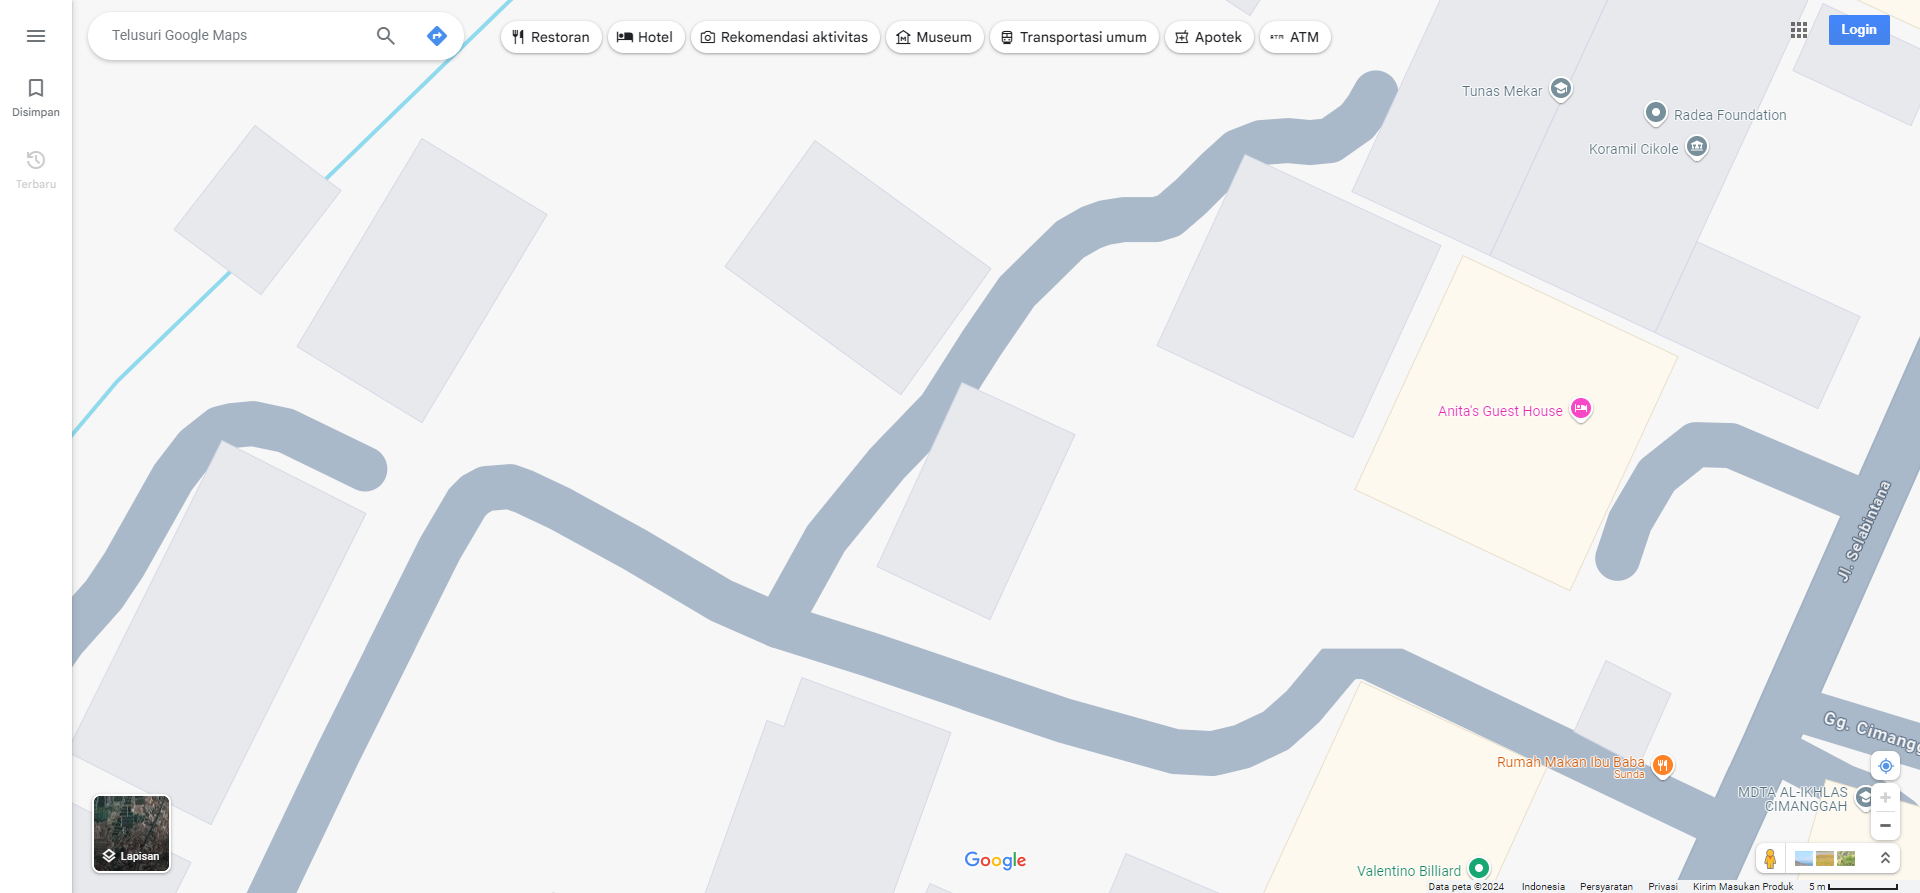 Telusuri Google Maps
Restoran
Hotel
Rekomendasi aktivitas
Museum
Transportasi umum
Apotek
ATM
Login
Disimpan
Terbaru
Tunas Mekar
Radea Foundation
Koramil Cikole
Anita's Guest House
Jl. Selabintana
Gg. Cimangg
Rumah Makan Ibu Baba
Sunda
MDTA AL-IKHLAS
CIMANGGAH
Valentino Billiard
Lapisan
Google
Data peta ©2024 Indonesia Persyaratan Privasi Kirim Masukan Produk 5 m